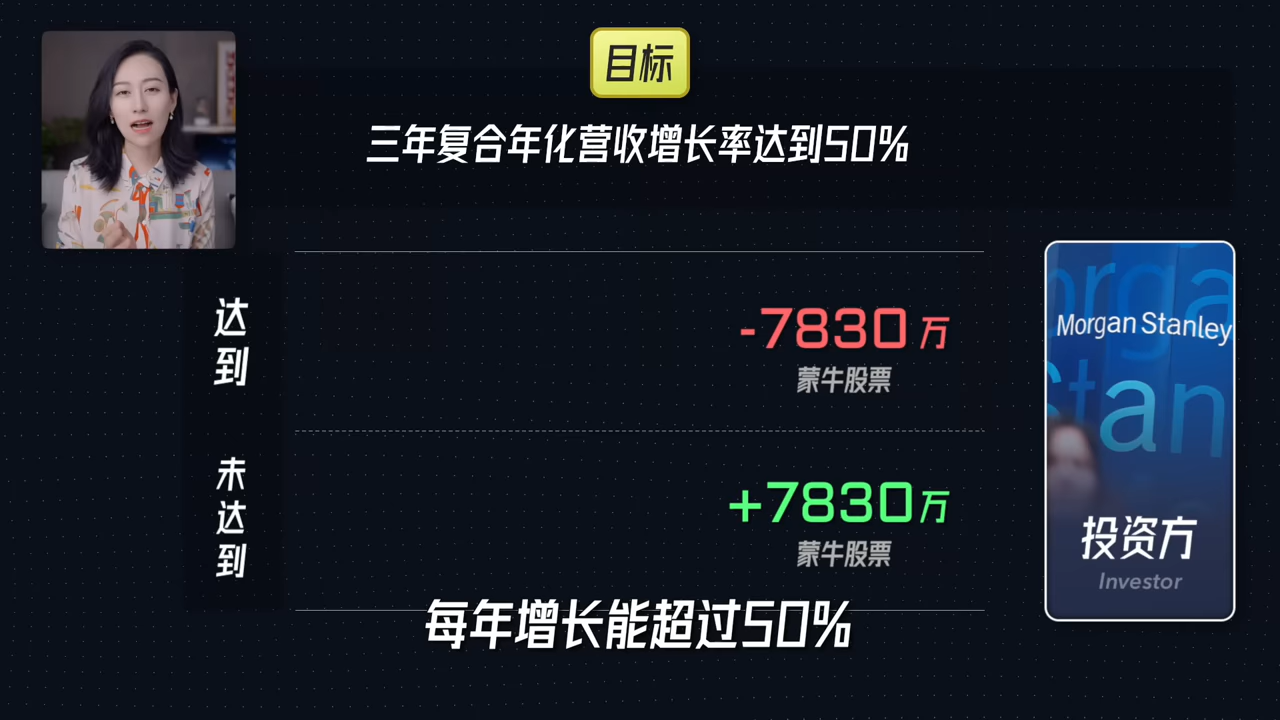 目标
三年复合年化营收增长率达到50%
达到
-7830万
蒙牛股票
未达到
+7830万
蒙牛股票
Morgan Stanley
投资方
Investor
每年增长能超过50%